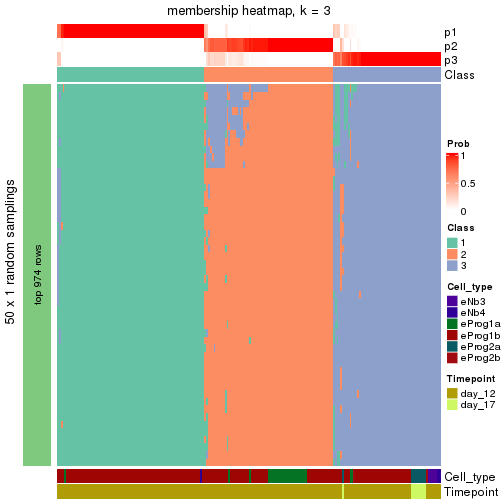 membership heatmap, k = 3
p1
p2
p3
Class
50 x 1 random samplings
top 974 rows
Prob
1
0.5
0
Class
1
2
3
Cell_type
eNb3
eNb4
eProg1a
eProg1b
eProg2a
eProg2b
Timepoint
day_12
day_17
Cell_type
Timepoint